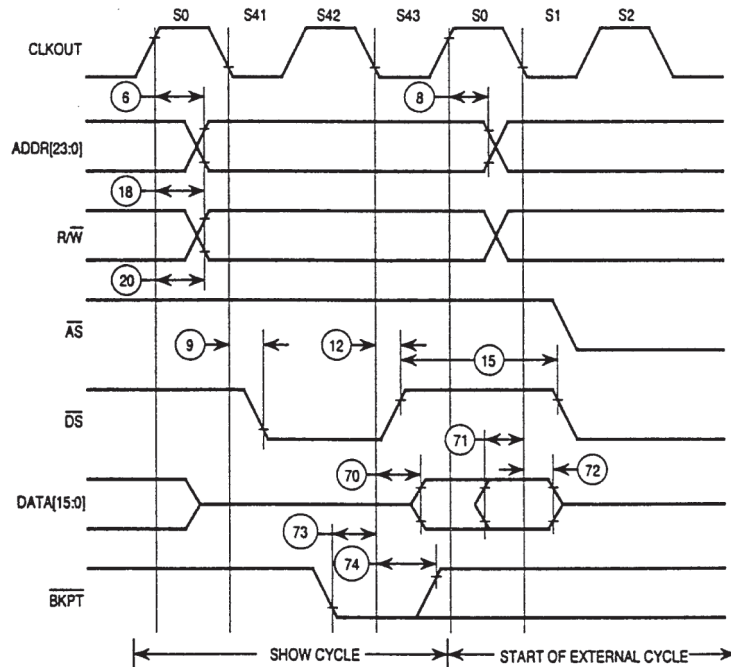 S0 S41 S42 S43 S0 S1 S2
CLKOUT
6 8
ADDR[23:0]
18
R/W
20
AS
9 12 15
DS
71
70 72
DATA[15:0]
73
74
BKPT
SHOW CYCLE START OF EXTERNAL CYCLE